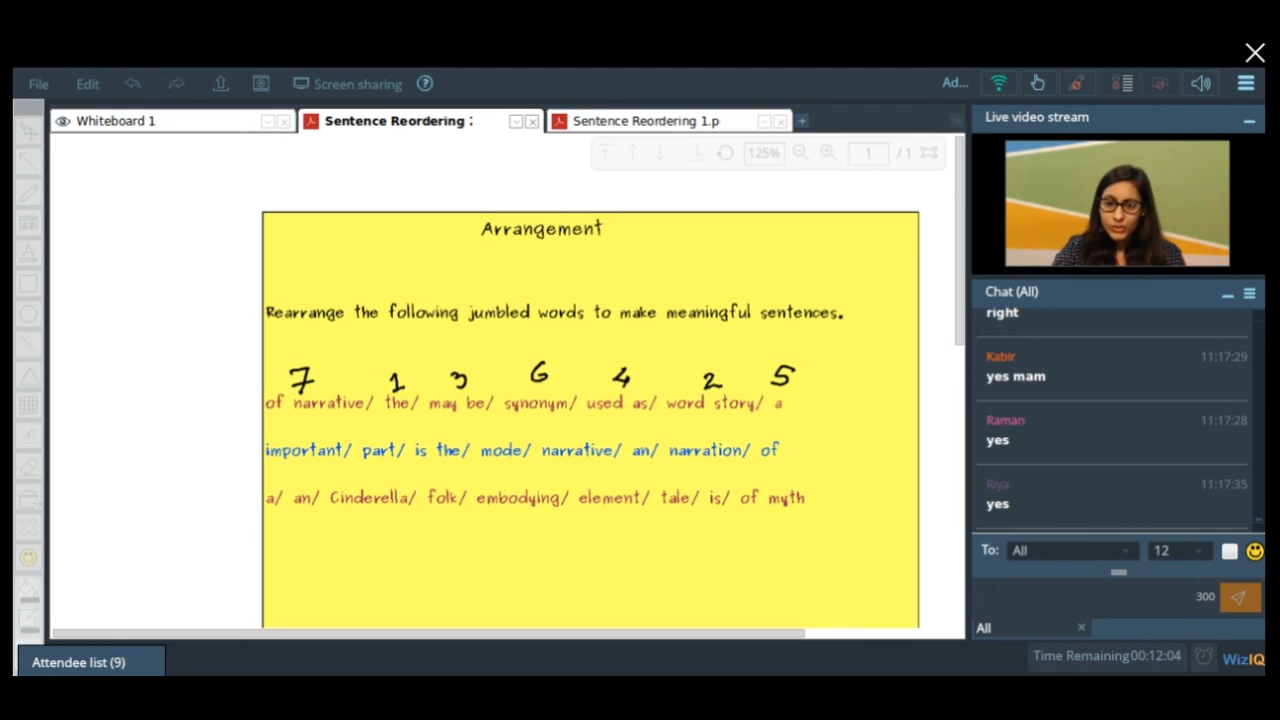 File Edit Screen sharing ? Ad...
Whiteboard 1 Sentence Reordering : Sentence Reordering 1.p +
125% 1 / 1
Arrangement
Rearrange the following jumbled words to make meaningful sentences.
7 1 3 6 4 2 5
of narrative/ the/ may be/ synonym/ used as/ word story/ a
important/ part/ is the/ mode/ narrative/ an/ narration/ of
a/ an/ Cinderella/ folk/ embodying/ element/ tale/ is/ of myth
Live video stream
Chat (All)
right
Kabir 11:17:29
yes mam
Raman 11:17:28
yes
Riya 11:17:35
yes
To: All 12
300
All
Attendee list (9)
Time Remaining 00:12:04 WizIQ